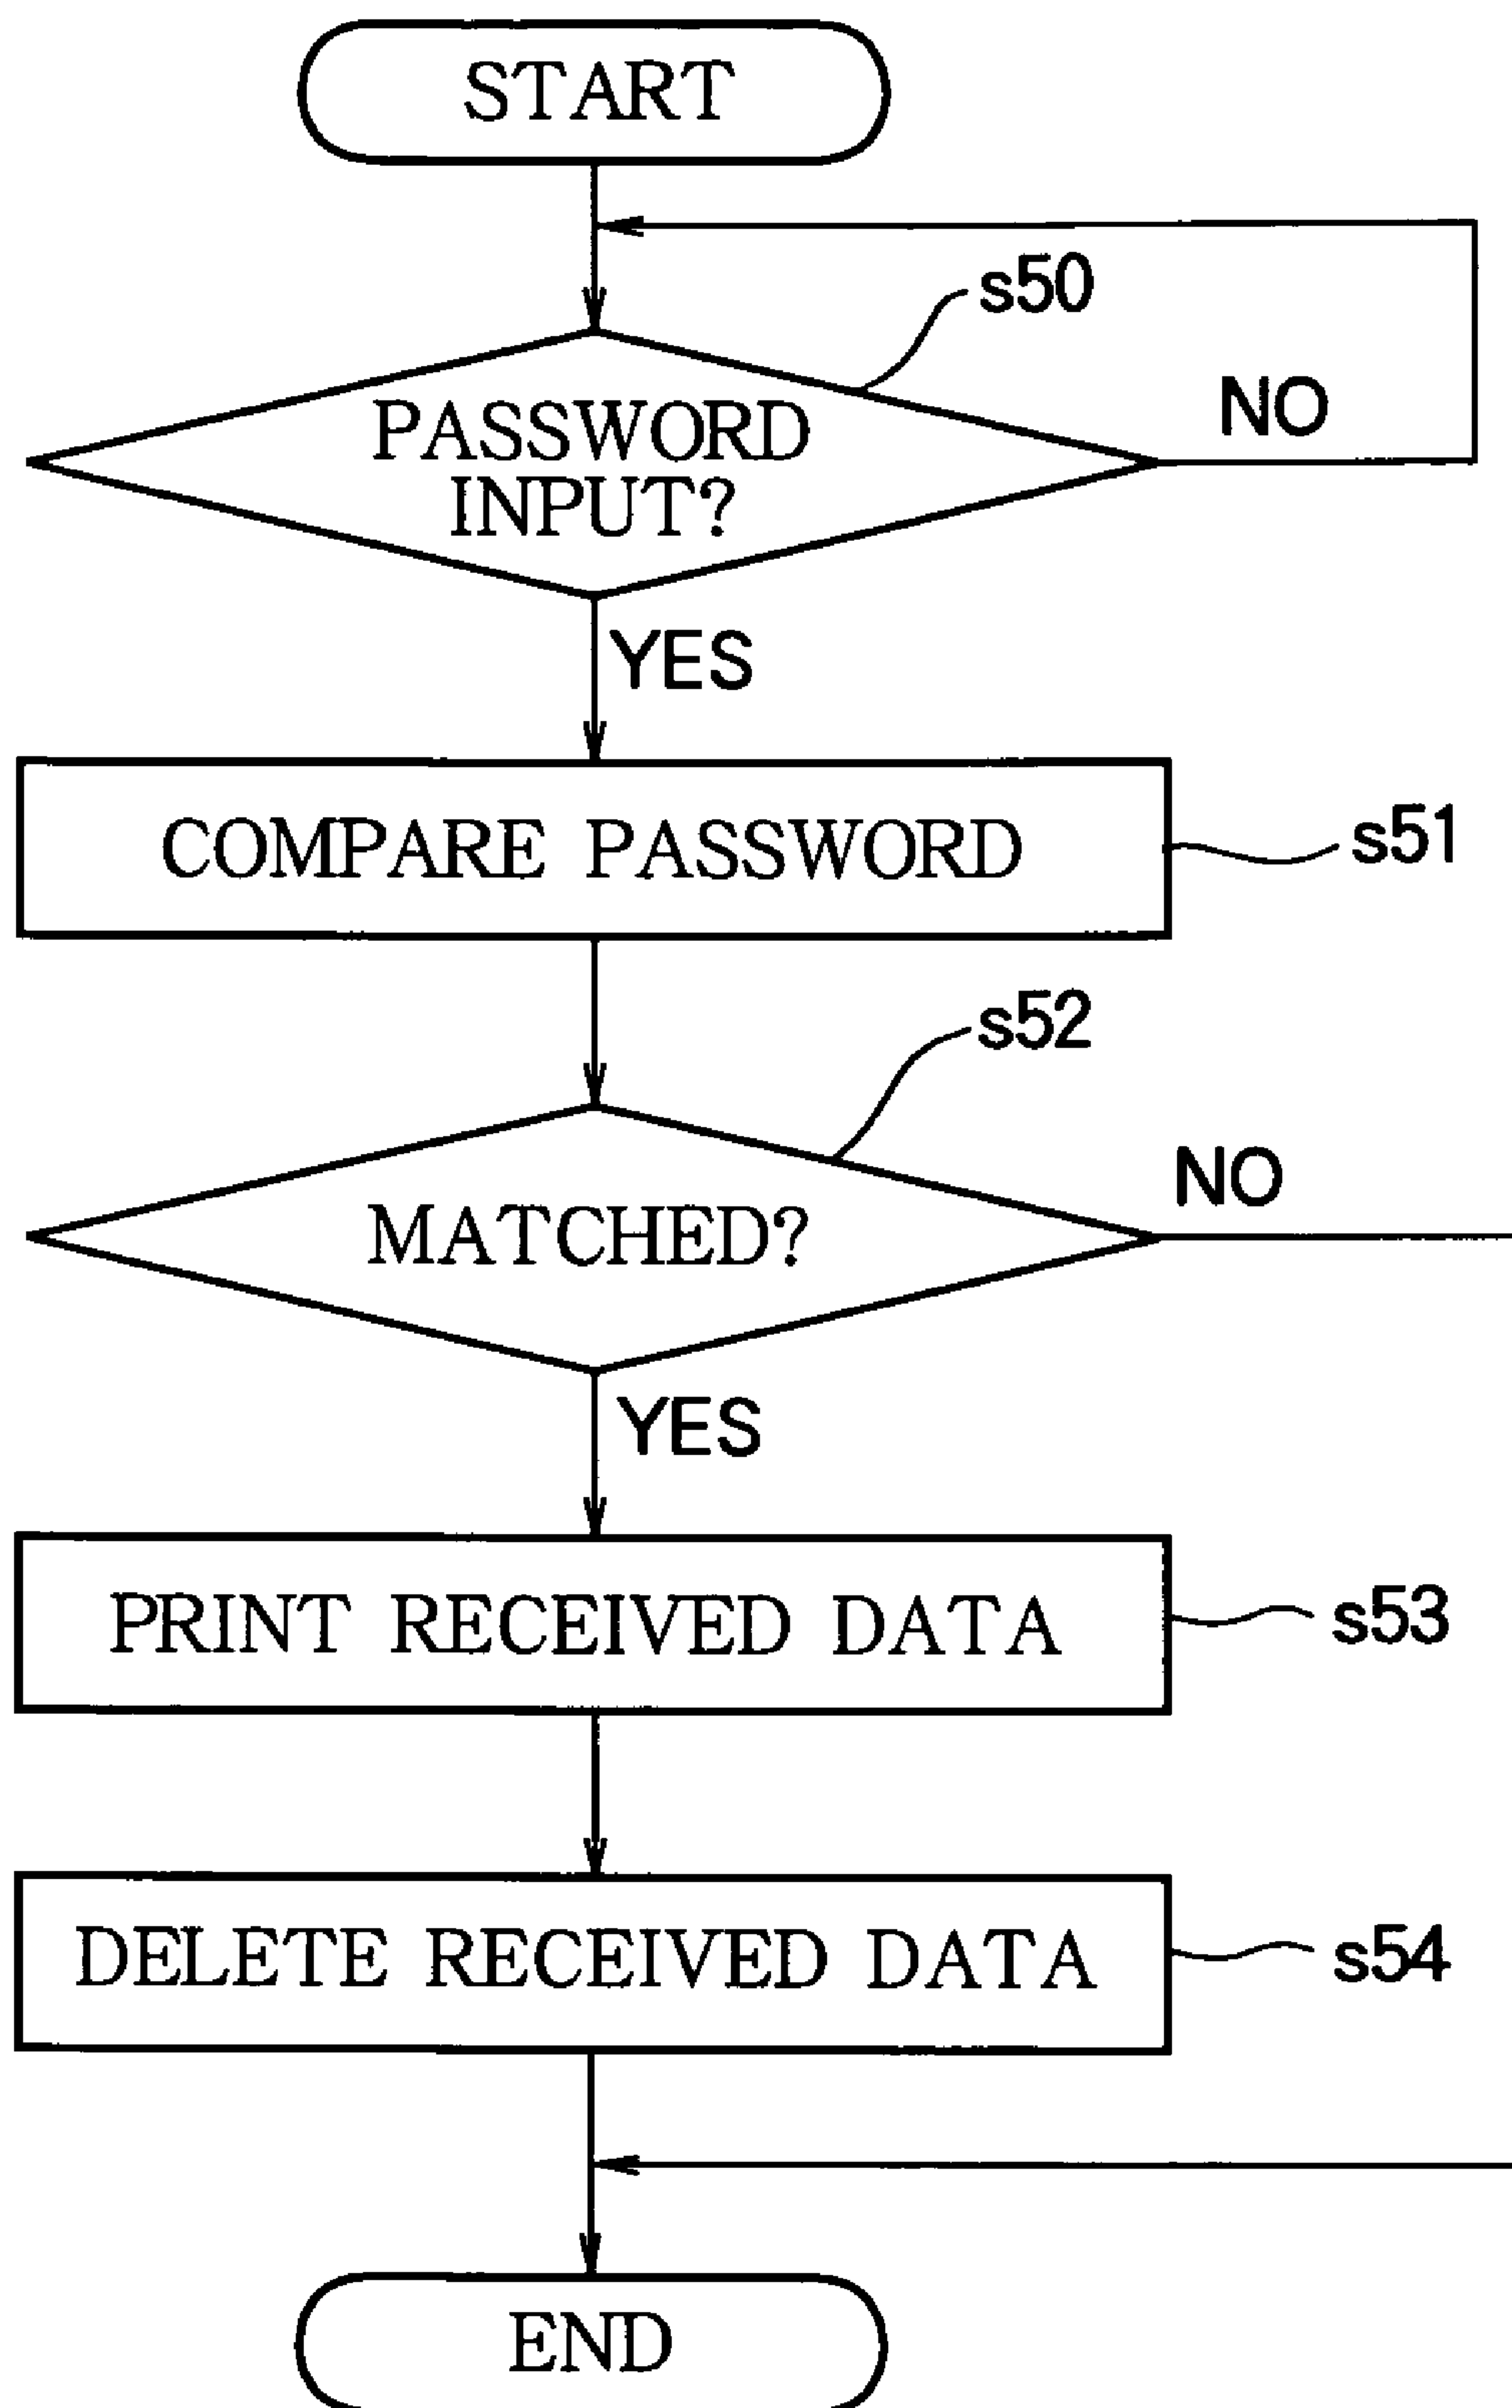 START
s50
NO
PASSWORD
INPUT?
YES
COMPARE PASSWORD
s51
s52
NO
MATCHED?
YES
PRINT RECEIVED DATA
s53
DELETE RECEIVED DATA
s54
END